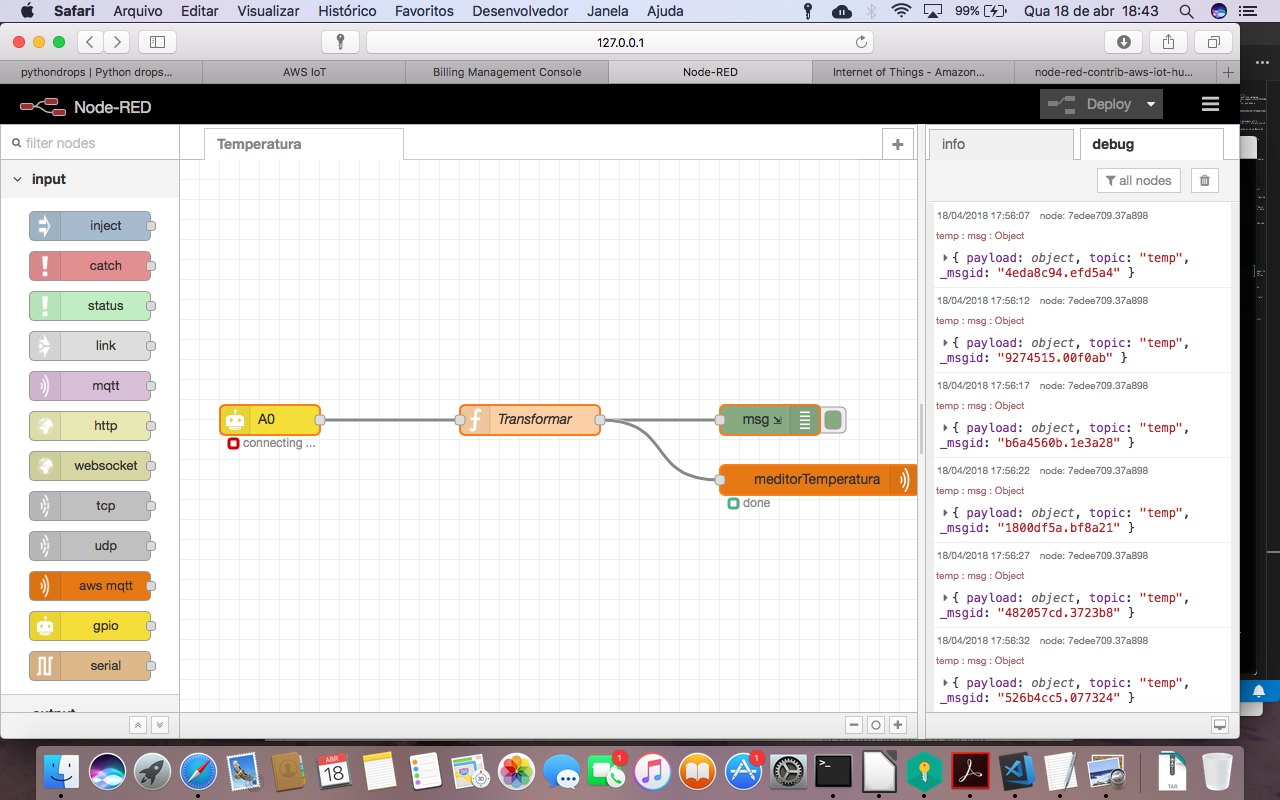 Safari Arquivo Editar Visualizar Histórico Favoritos Desenvolvedor Janela Ajuda 99% Qua 18 de abr 18:43
127.0.0.1
pythondrops | Python drops... AWS IoT Billing Management Console Node-RED Internet of Things - Amazon... node-red-contrib-aws-iot-hu...
Node-RED Deploy
filter nodes Temperatura info debug
all nodes
input
inject
catch
status
link
mqtt
http
websocket
tcp
udp
aws mqtt
gpio
serial
output
A0 Transformar msg
connecting ...
meditorTemperatura
done
18/04/2018 17:56:07 node: 7edee709.37a898
temp : msg : Object
{ payload: object, topic: "temp",
_msgid: "4eda8c94.efd5a4" }
18/04/2018 17:56:12 node: 7edee709.37a898
temp : msg : Object
{ payload: object, topic: "temp",
_msgid: "9274515.00f0ab" }
18/04/2018 17:56:17 node: 7edee709.37a898
temp : msg : Object
{ payload: object, topic: "temp",
_msgid: "b6a4560b.1e3a28" }
18/04/2018 17:56:22 node: 7edee709.37a898
temp : msg : Object
{ payload: object, topic: "temp",
_msgid: "1800df5a.bf8a21" }
18/04/2018 17:56:27 node: 7edee709.37a898
temp : msg : Object
{ payload: object, topic: "temp",
_msgid: "482057cd.3723b8" }
18/04/2018 17:56:32 node: 7edee709.37a898
temp : msg : Object
{ payload: object, topic: "temp",
_msgid: "526b4cc5.077324" }
ABR
18
30
1
1
TAR